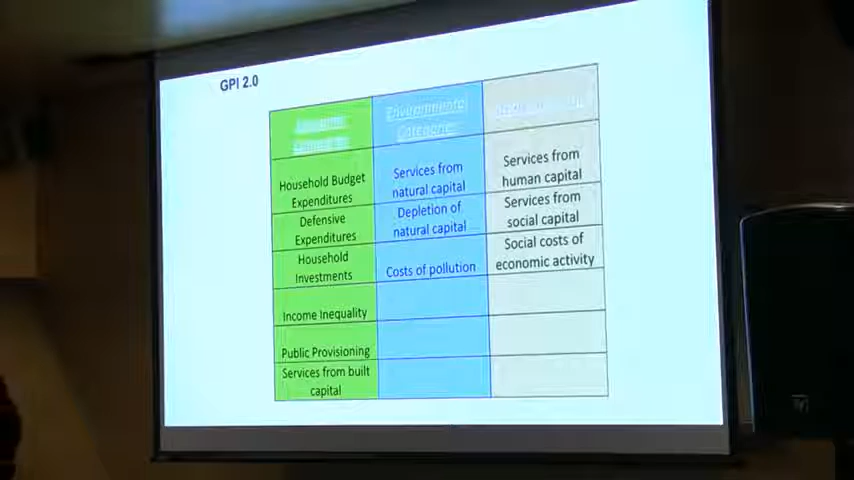 GPI 2.0
Environmental
Categories
Household Budget
Expenditures
Services from
natural capital
Services from
human capital
Defensive
Expenditures
Depletion of
natural capital
Services from
social capital
Household
Investments
Costs of pollution
Social costs of
economic activity
Income Inequality
Public Provisioning
Services from built
capital